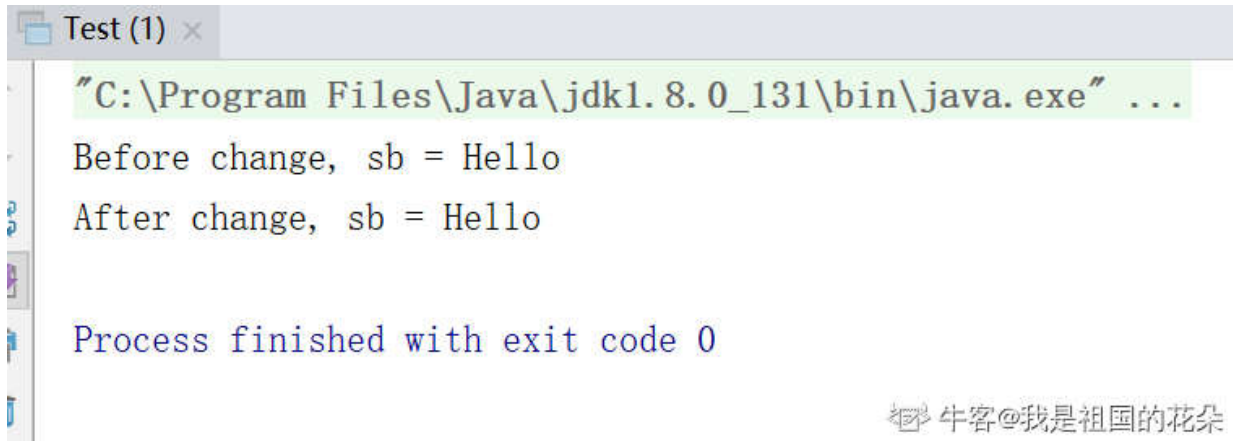 Test (1)
"C:\Program Files\Java\jdk1.8.0_131\bin\java.exe" ...
Before change, sb = Hello
After change, sb = Hello
Process finished with exit code 0
牛客@我是祖国的花朵